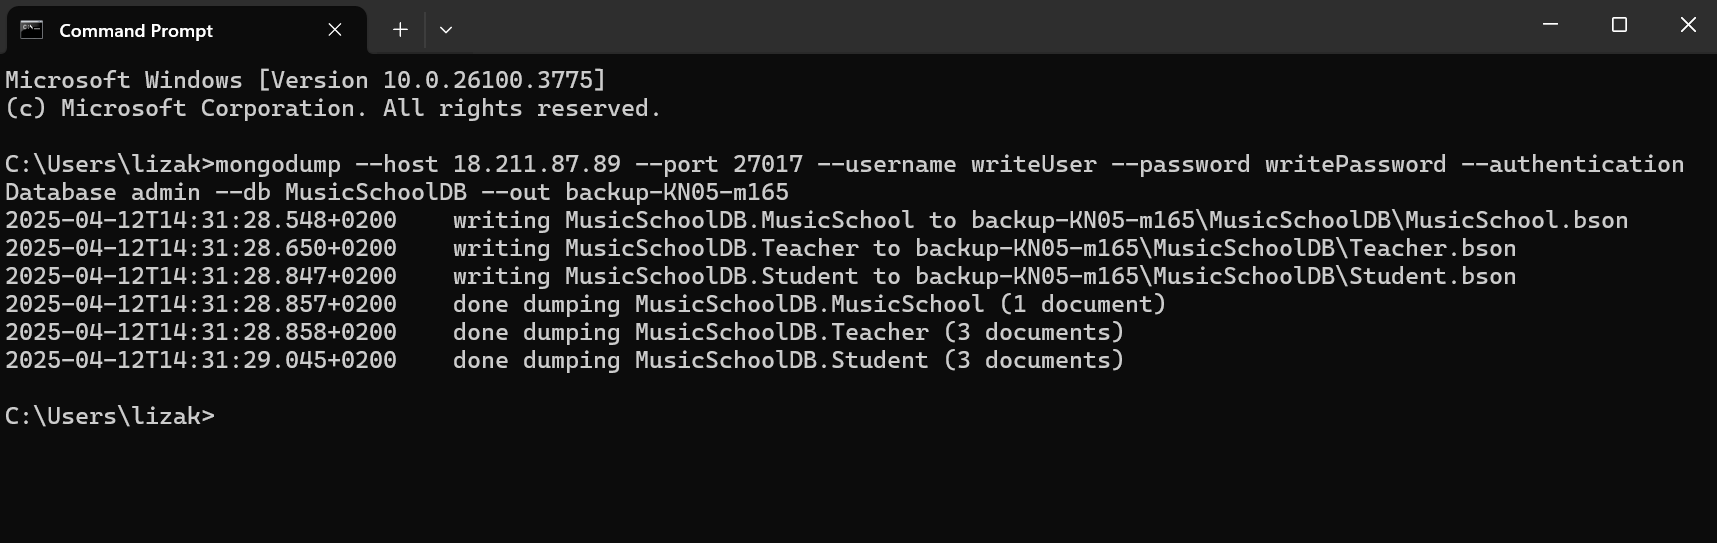 Command Prompt
Microsoft Windows [Version 10.0.26100.3775]
(c) Microsoft Corporation. All rights reserved.
C:\Users\lizak>mongodump --host 18.211.87.89 --port 27017 --username writeUser --password writePassword --authentication
Database admin --db MusicSchoolDB --out backup-KN05-m165
2025-04-12T14:31:28.548+0200    writing MusicSchoolDB.MusicSchool to backup-KN05-m165\MusicSchoolDB\MusicSchool.bson
2025-04-12T14:31:28.650+0200    writing MusicSchoolDB.Teacher to backup-KN05-m165\MusicSchoolDB\Teacher.bson
2025-04-12T14:31:28.847+0200    writing MusicSchoolDB.Student to backup-KN05-m165\MusicSchoolDB\Student.bson
2025-04-12T14:31:28.857+0200    done dumping MusicSchoolDB.MusicSchool (1 document)
2025-04-12T14:31:28.858+0200    done dumping MusicSchoolDB.Teacher (3 documents)
2025-04-12T14:31:29.045+0200    done dumping MusicSchoolDB.Student (3 documents)
C:\Users\lizak>